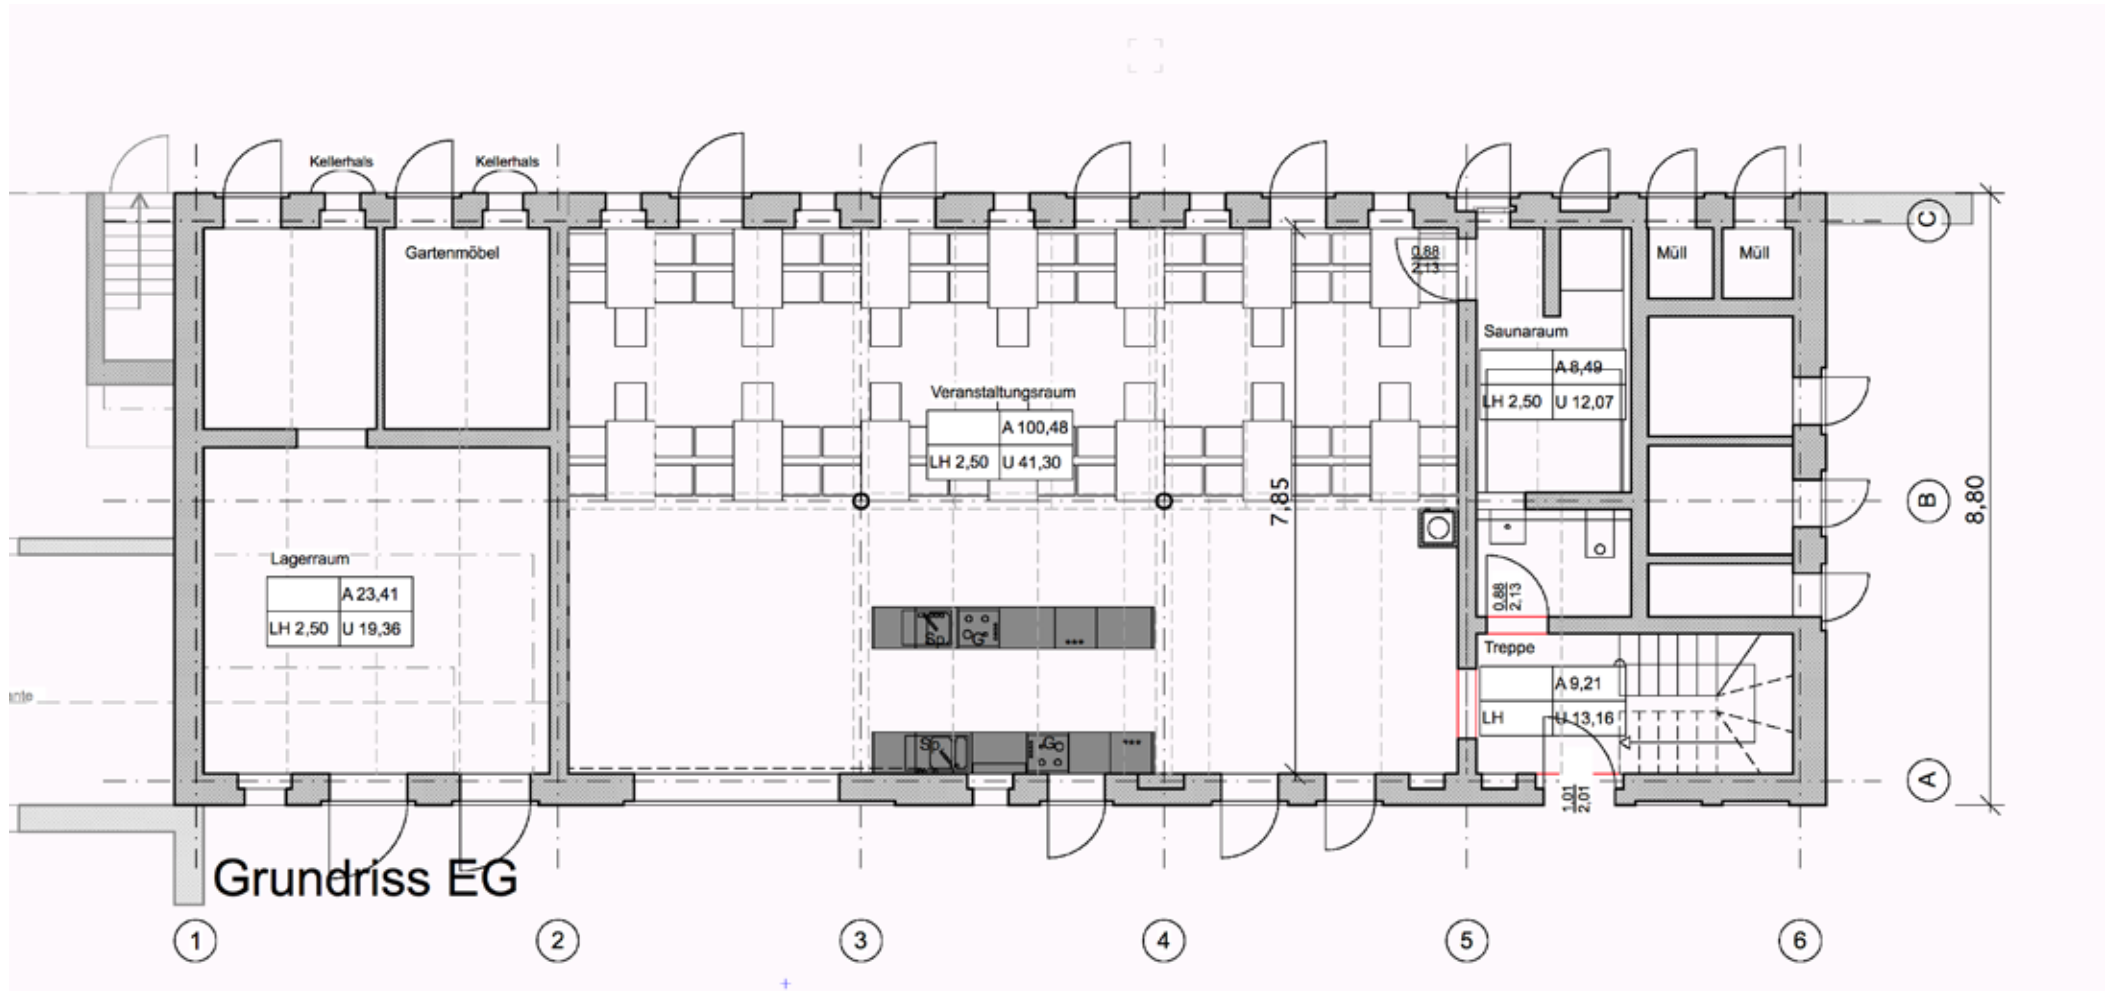 Kellerhals
Kellerhals
Gartenmöbel
0,88
2,13
Müll
Müll
C
Saunaraum
A 8,49
LH 2,50 U 12,07
Veranstaltungsraum
A 100,48
LH 2,50 U 41,30
7,85
B
8,80
Lagerraum
A 23,41
LH 2,50 U 19,36
0,88
2,13
Sp. G
***
Treppe
A 9,21
LH U 13,16
ante
Sp. G
***
A
1,01
2,01
Grundriss EG
1 2 3 4 5 6